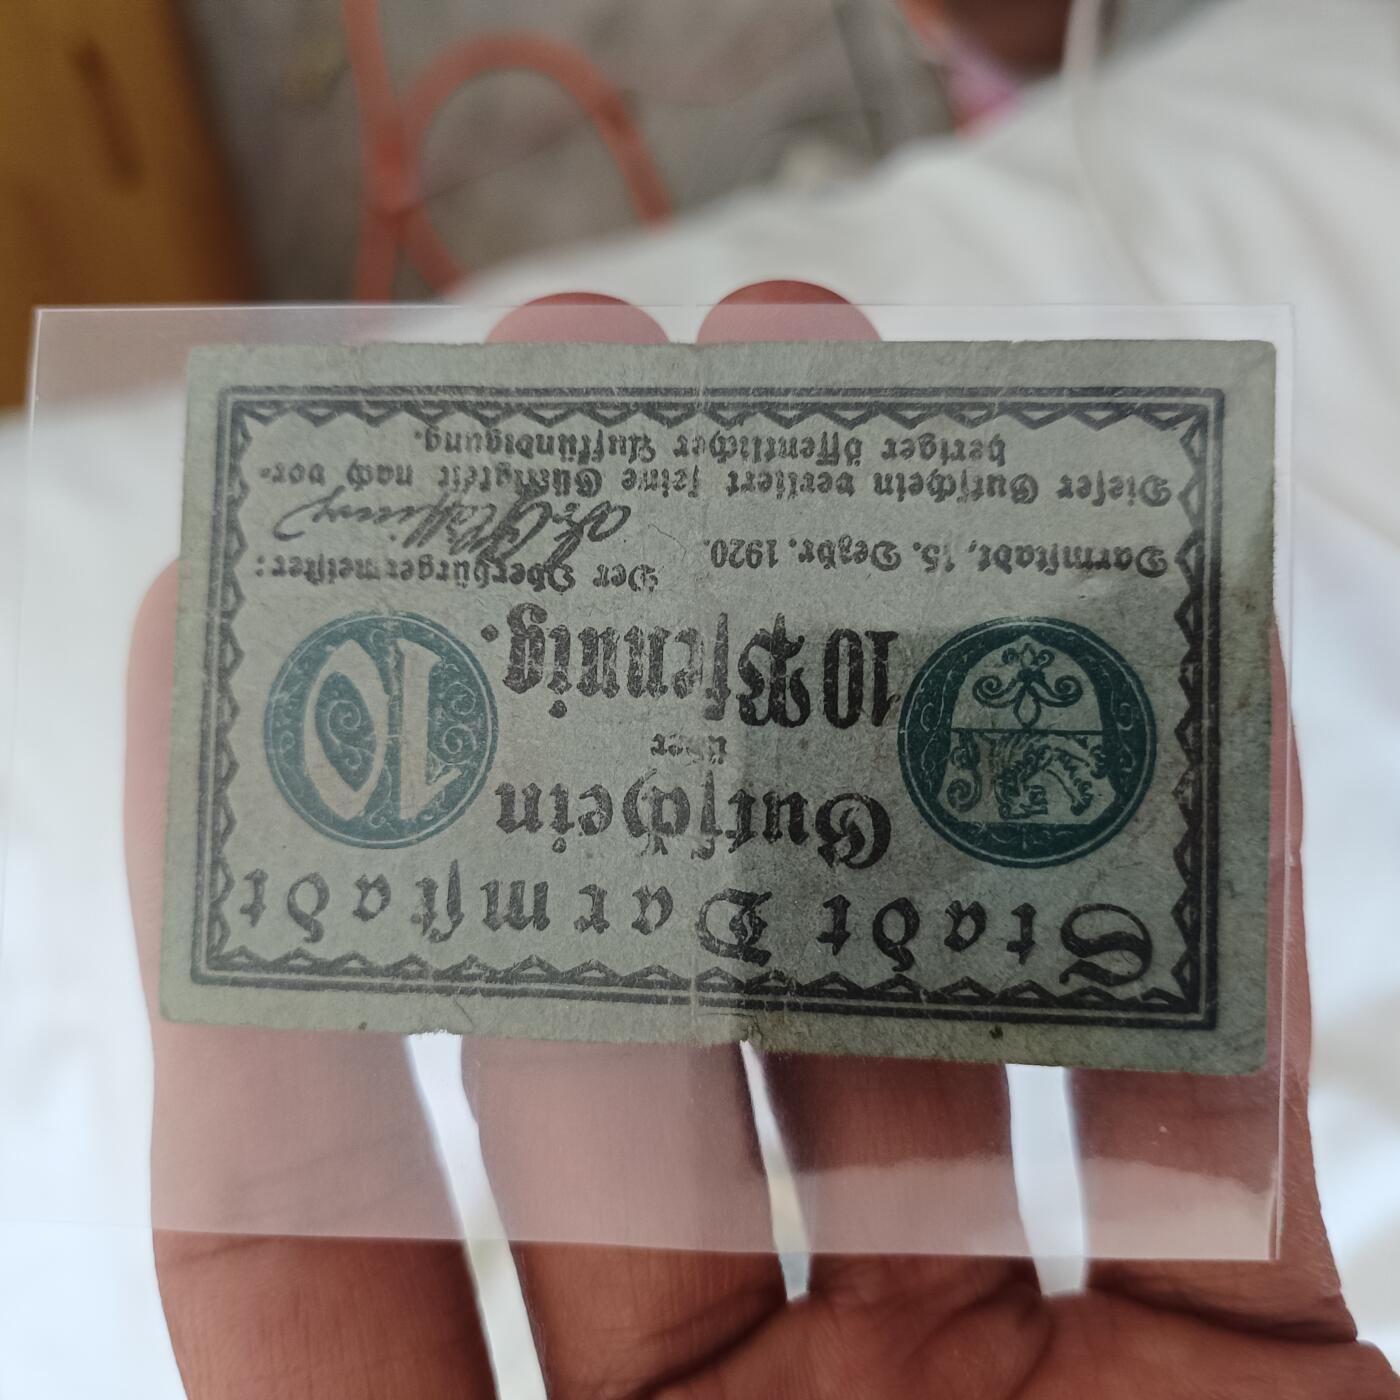 Stadt Darmstadt
Gutschein
über
10 Pfennig.
10
Darmstadt, 15. Dezbr. 1920.
Der Oberbürgermeister:
Dieser Gutschein verliert seine Gültigkeit nach vor-
heriger öffentlicher Aufkündigung.